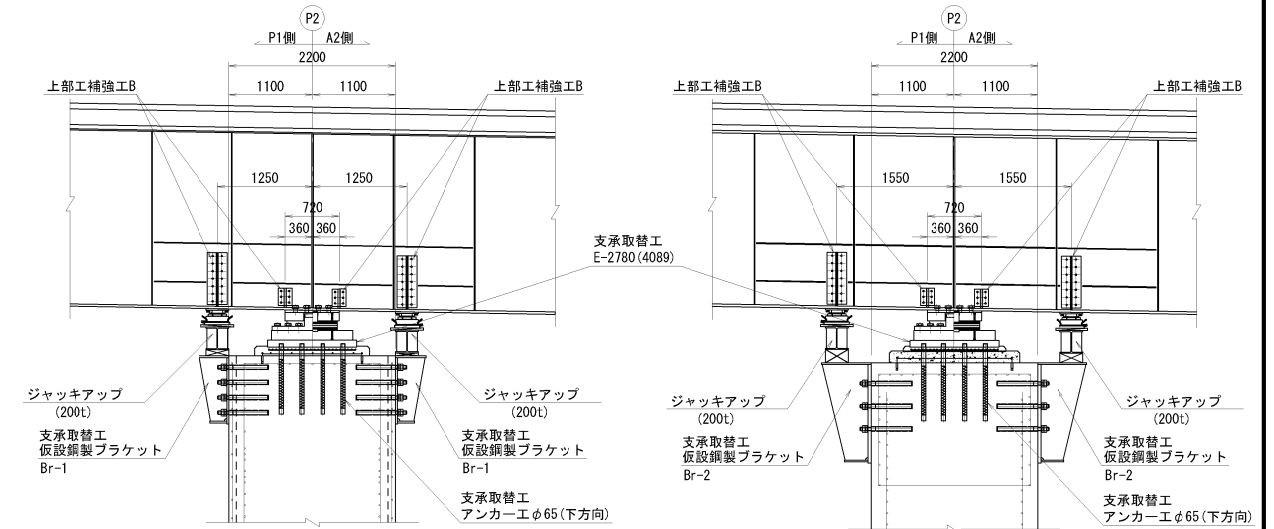 P2
P1側 A2側
2200
上部工補強工B
1100 1100
上部工補強工B
1250 1250
720
360 360
ジャッキアップ
(200t)
支承取替工
仮設鋼製ブラケット
Br-1
ジャッキアップ
(200t)
支承取替工
仮設鋼製ブラケット
Br-1
支承取替工
アンカー工φ65(下方向)
支承取替工
E-2780(4089)
P2
P1側 A2側
2200
上部工補強工B
1100 1100
上部工補強工B
1550 1550
720
360 360
ジャッキアップ
(200t)
支承取替工
仮設鋼製ブラケット
Br-2
ジャッキアップ
(200t)
支承取替工
仮設鋼製ブラケット
Br-2
支承取替工
アンカー工φ65(下方向)